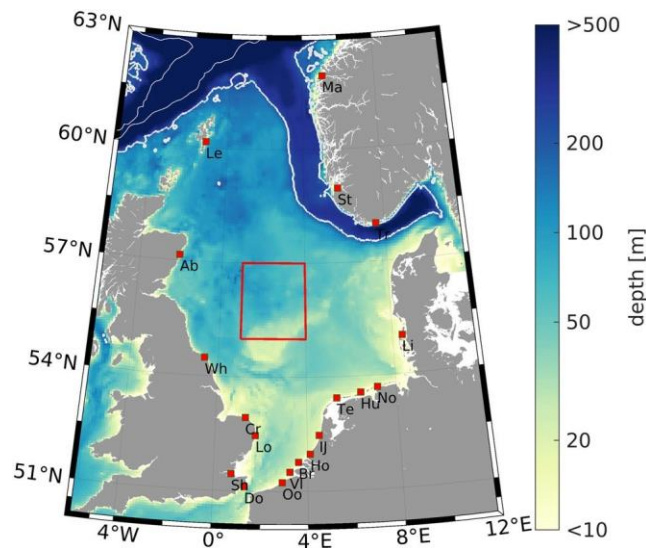 63°N
60°N
57°N
54°N
51°N
4°W
0°
4°E
8°E
12°E
Ma
Le
St
Tr
Ab
Li
Wh
Te
Hu
No
Cr
Lo
IJ
Ho
Br
Vl
Oo
Sh
Do
>500
200
100
50
20
<10
depth [m]